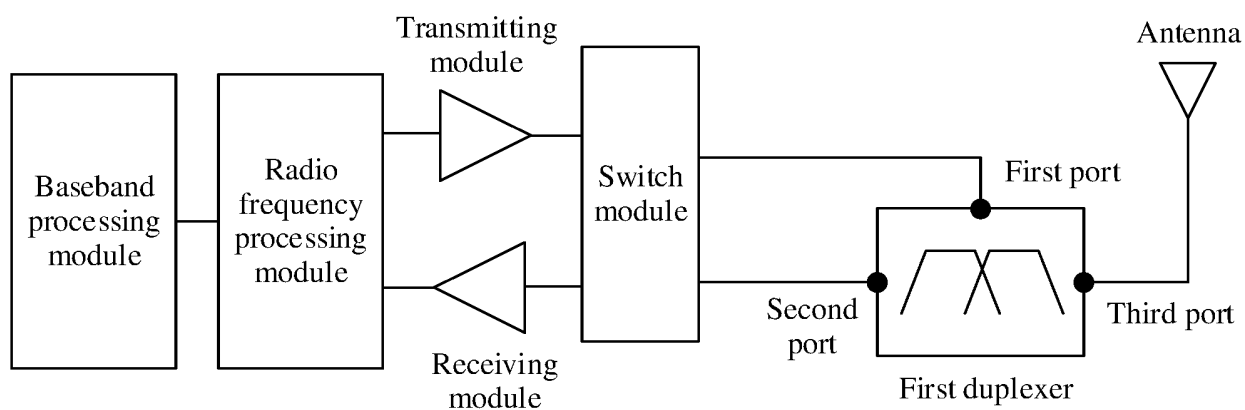 Baseband
processing
module
Radio
frequency
processing
module
Transmitting
module
Receiving
module
Switch
module
First port
Second
port
Third port
First duplexer
Antenna